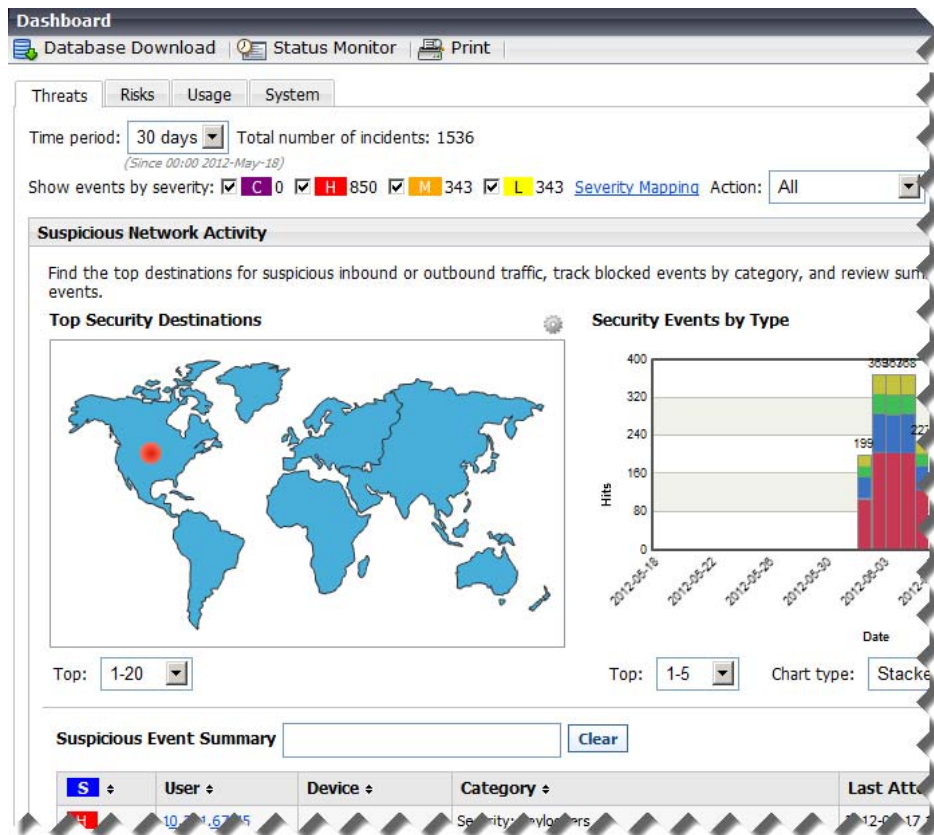 Dashboard
Database Download Status Monitor Print
Threats Risks Usage System
Time period: 30 days Total number of incidents: 1536
(Since 00:00 2012-May-18)
Show events by severity: C 0 H 850 M 343 L 343 Severity Mapping Action: All
Suspicious Network Activity
Find the top destinations for suspicious inbound or outbound traffic, track blocked events by category, and review
events.
Top Security Destinations
Security Events by Type
400
320
240
160
80
0
Hits
199
227
2012-05-18 2012-05-22 2012-05-26 2012-05-30 2012-06-03
Date
Top: 1-20
Top: 1-5 Chart type:
Suspicious Event Summary Clear
S User Device Category Last
H Security: